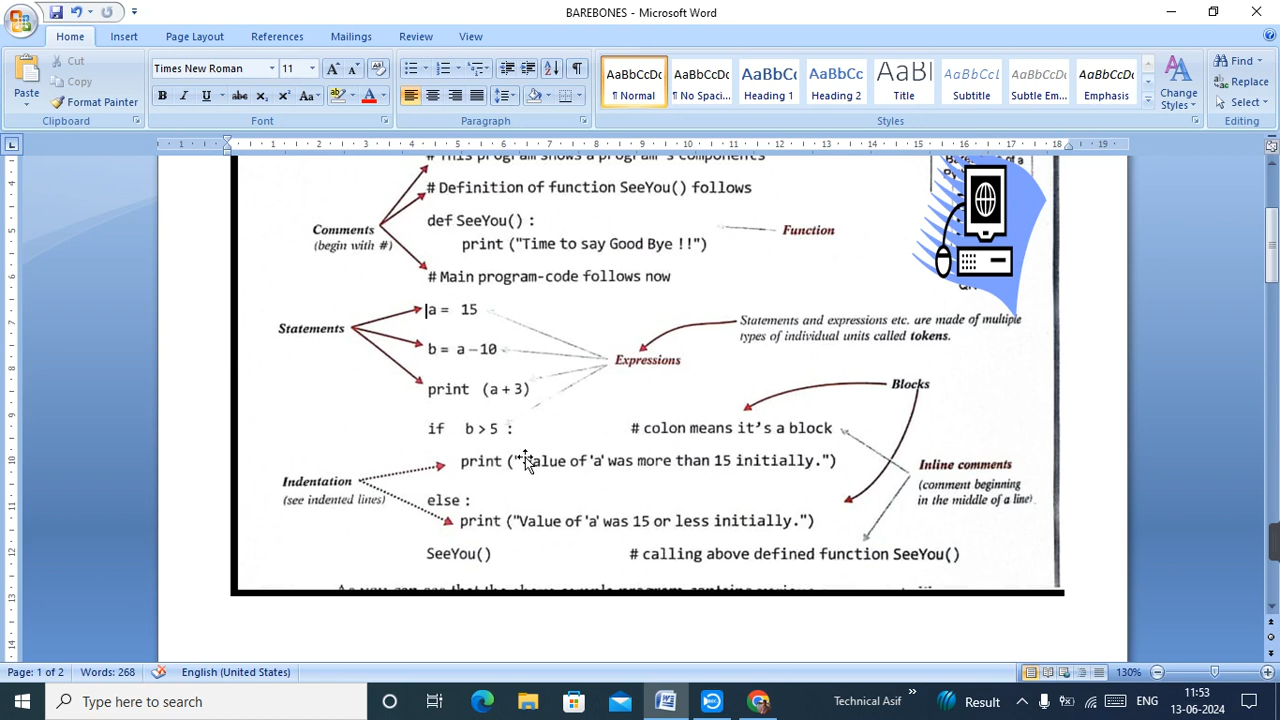 BAREBONES - Microsoft Word
Home Insert Page Layout References Mailings Review View
Cut
Copy
Paste
Format Painter
Clipboard
Times New Roman 11
Font
Paragraph
AaBbCcDc AaBbCcDc AaBbC AaBbCc AaB AaBbCcL AaBbCcDc AaBbCcDc
¶ Normal ¶ No Spaci... Heading 1 Heading 2 Title Subtitle Subtle Em... Emphasis
Change Styles
Styles
Find
Replace
Select
Editing
# This program shows a program's components
# Definition of function SeeYou() follows
def SeeYou() :
print ("Time to say Good Bye !!")
Function
Comments
(begin with #)
# Main program-code follows now
Statements
a = 15
b = a – 10
print (a + 3)
Expressions
Statements and expressions etc. are made of multiple
types of individual units called tokens.
Blocks
if b > 5 : # colon means it's a block
print ("Value of 'a' was more than 15 initially.")
Indentation
(see indented lines)
Inline comments
(comment beginning
in the middle of a line)
else :
print ("Value of 'a' was 15 or less initially.")
SeeYou() # calling above defined function SeeYou()
Page: 1 of 2 Words: 268 English (United States) 130%
Type here to search
Technical Asif
Result
ENG
11:53
13-06-2024